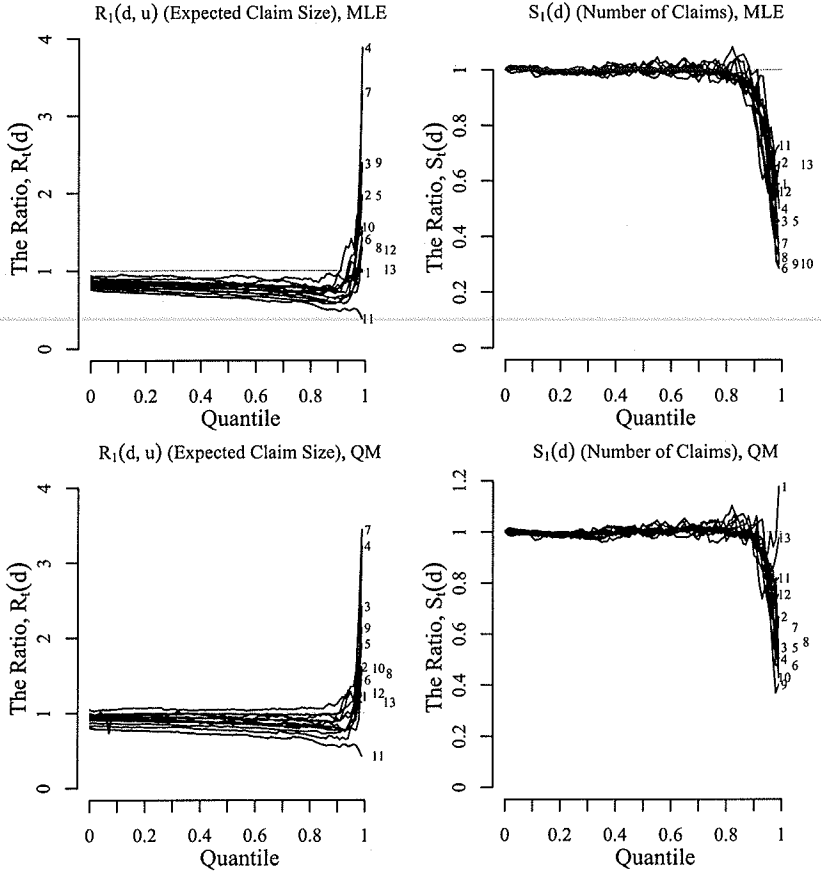 R₁(d, u) (Expected Claim Size), MLE
The Ratio, Rₜ(d)
4
3
2
1
0
4
7
3 9
2 5
10
6 8 12
1 13
11
0 0.2 0.4 0.6 0.8 1
Quantile
S₁(d) (Number of Claims), MLE
The Ratio, Sₜ(d)
1
0.8
0.6
0.4
0.2
0
11
2 13
1
12
4
3 5
7
8
6 9 10
0 0.2 0.4 0.6 0.8 1
Quantile
R₁(d, u) (Expected Claim Size), QM
The Ratio, Rₜ(d)
4
3
2
1
0
7
4
3
9
5
2 10 8
6
1 12 13
11
0 0.2 0.4 0.6 0.8 1
Quantile
S₁(d) (Number of Claims), QM
The Ratio, Sₜ(d)
1.2
1
0.8
0.6
0.4
0.2
0
1
13
11
12
2
7
3 5 8
4 6
10
9
0 0.2 0.4 0.6 0.8 1
Quantile